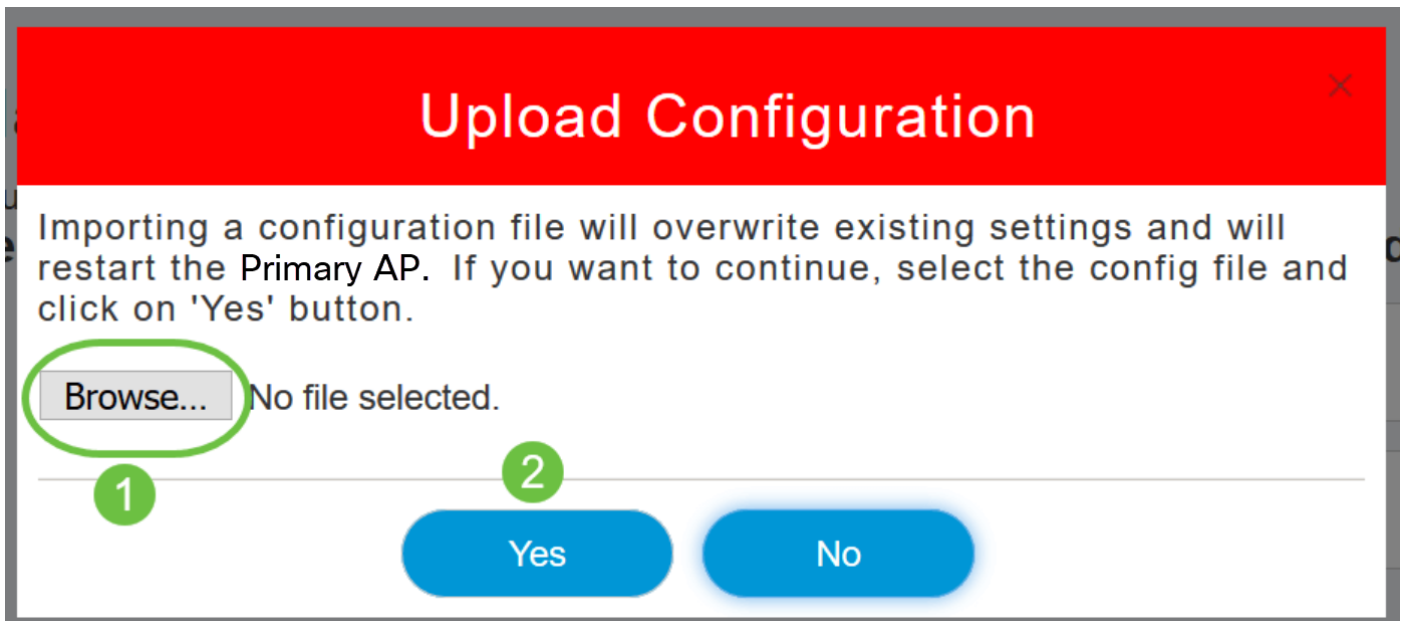 Upload Configuration
×
Importing a configuration file will overwrite existing settings and will
restart the Primary AP. If you want to continue, select the config file and
click on 'Yes' button.
Browse... No file selected.
1
2
Yes No